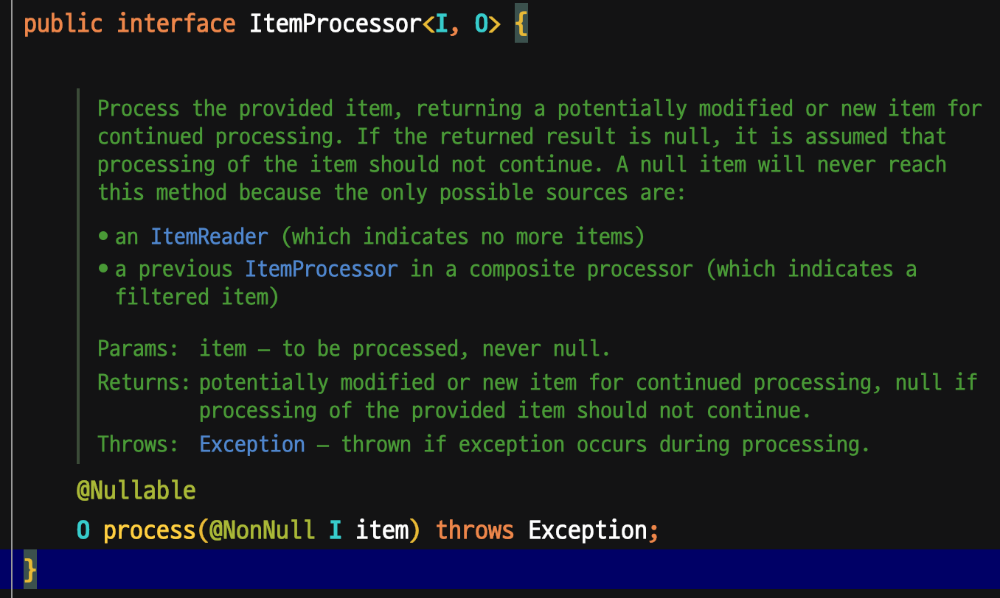 public interface ItemProcessor<I, O> {
Process the provided item, returning a potentially modified or new item for
continued processing. If the returned result is null, it is assumed that
processing of the item should not continue. A null item will never reach
this method because the only possible sources are:
• an ItemReader (which indicates no more items)
• a previous ItemProcessor in a composite processor (which indicates a
filtered item)
Params: item – to be processed, never null.
Returns: potentially modified or new item for continued processing, null if
processing of the provided item should not continue.
Throws: Exception – thrown if exception occurs during processing.
@Nullable
O process(@NonNull I item) throws Exception;
}